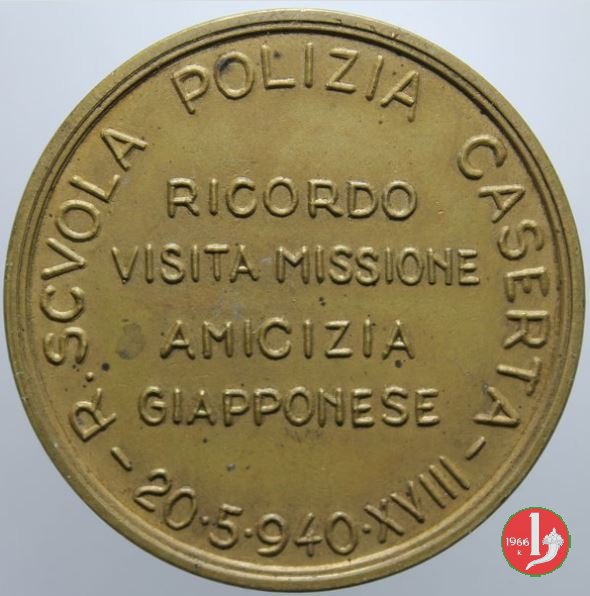 R. SCVOLA POLIZIA CASERTA
RICORDO
VISITA MISSIONE
AMICIZIA
GIAPPONESE
20·5·940·XVIII
1966